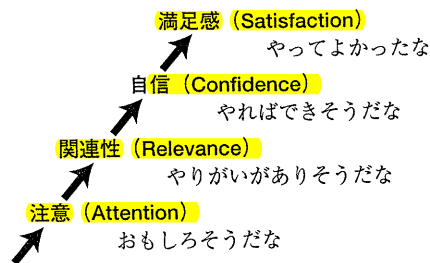 満足感（Satisfaction）
やってよかったな
自信（Confidence）
やればできそうだな
関連性（Relevance）
やりがいがありそうだな
注意（Attention）
おもしろそうだな